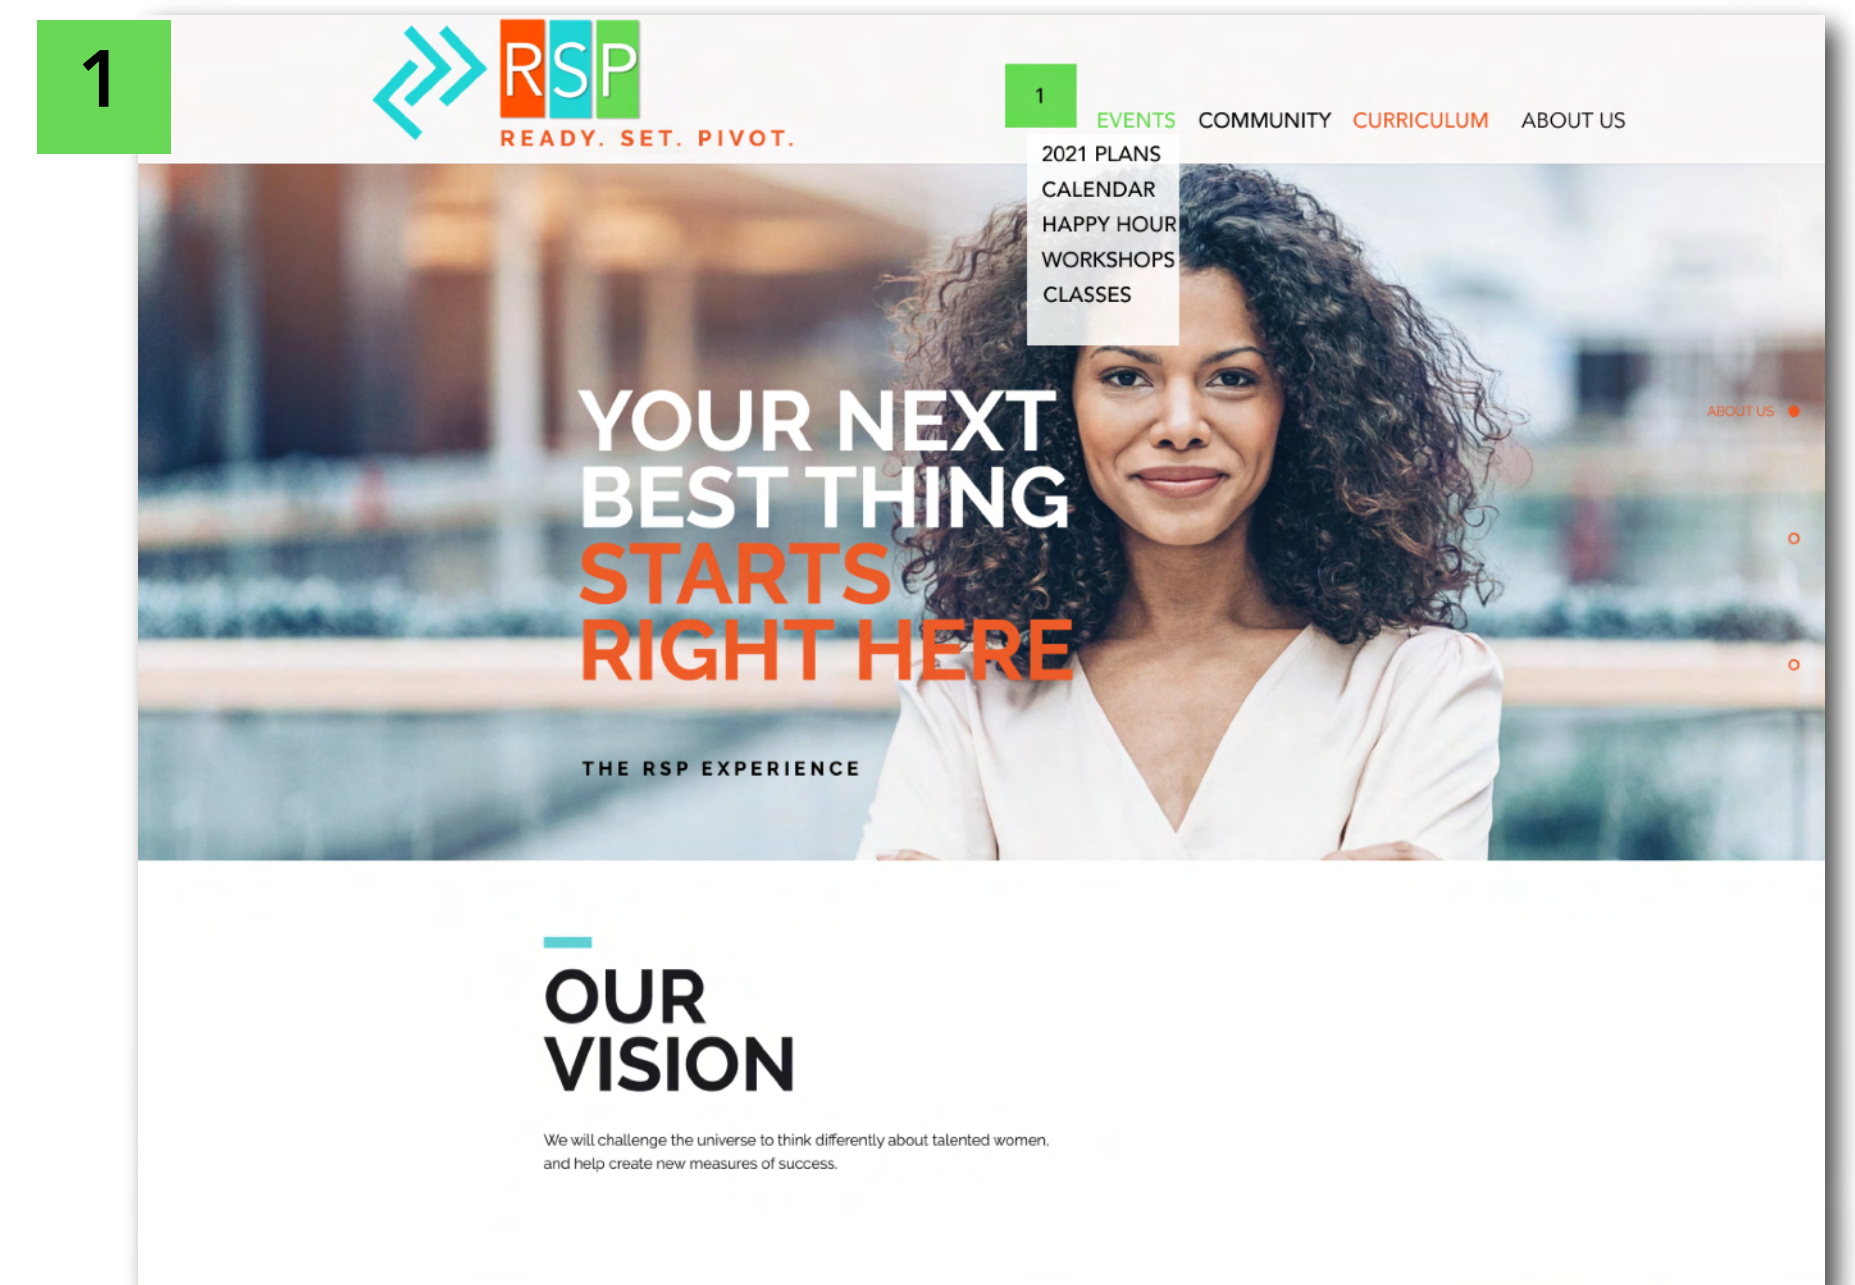 1
RSP
READY. SET. PIVOT.
1
EVENTS COMMUNITY CURRICULUM ABOUT US
2021 PLANS
CALENDAR
HAPPY HOUR
WORKSHOPS
CLASSES
YOUR NEXT
BEST THING
STARTS
RIGHT HERE
ABOUT US
THE RSP EXPERIENCE
OUR
VISION
We will challenge the universe to think differently about talented women,
and help create new measures of success.